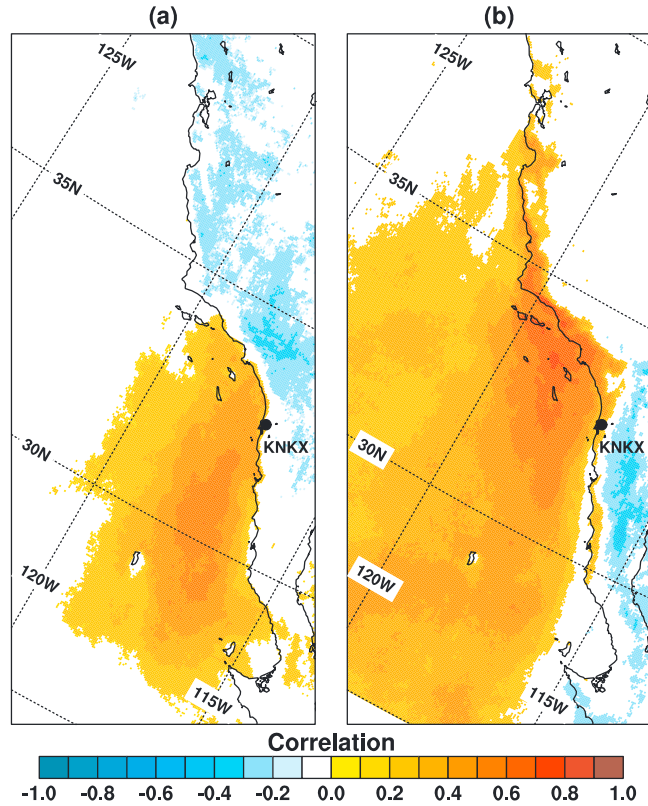 (a) (b)
125W 125W
35N 35N
KNKX KNKX
30N 30N
120W 120W
115W 115W
Correlation
-1.0 -0.8 -0.6 -0.4 -0.2 0.0 0.2 0.4 0.6 0.8 1.0